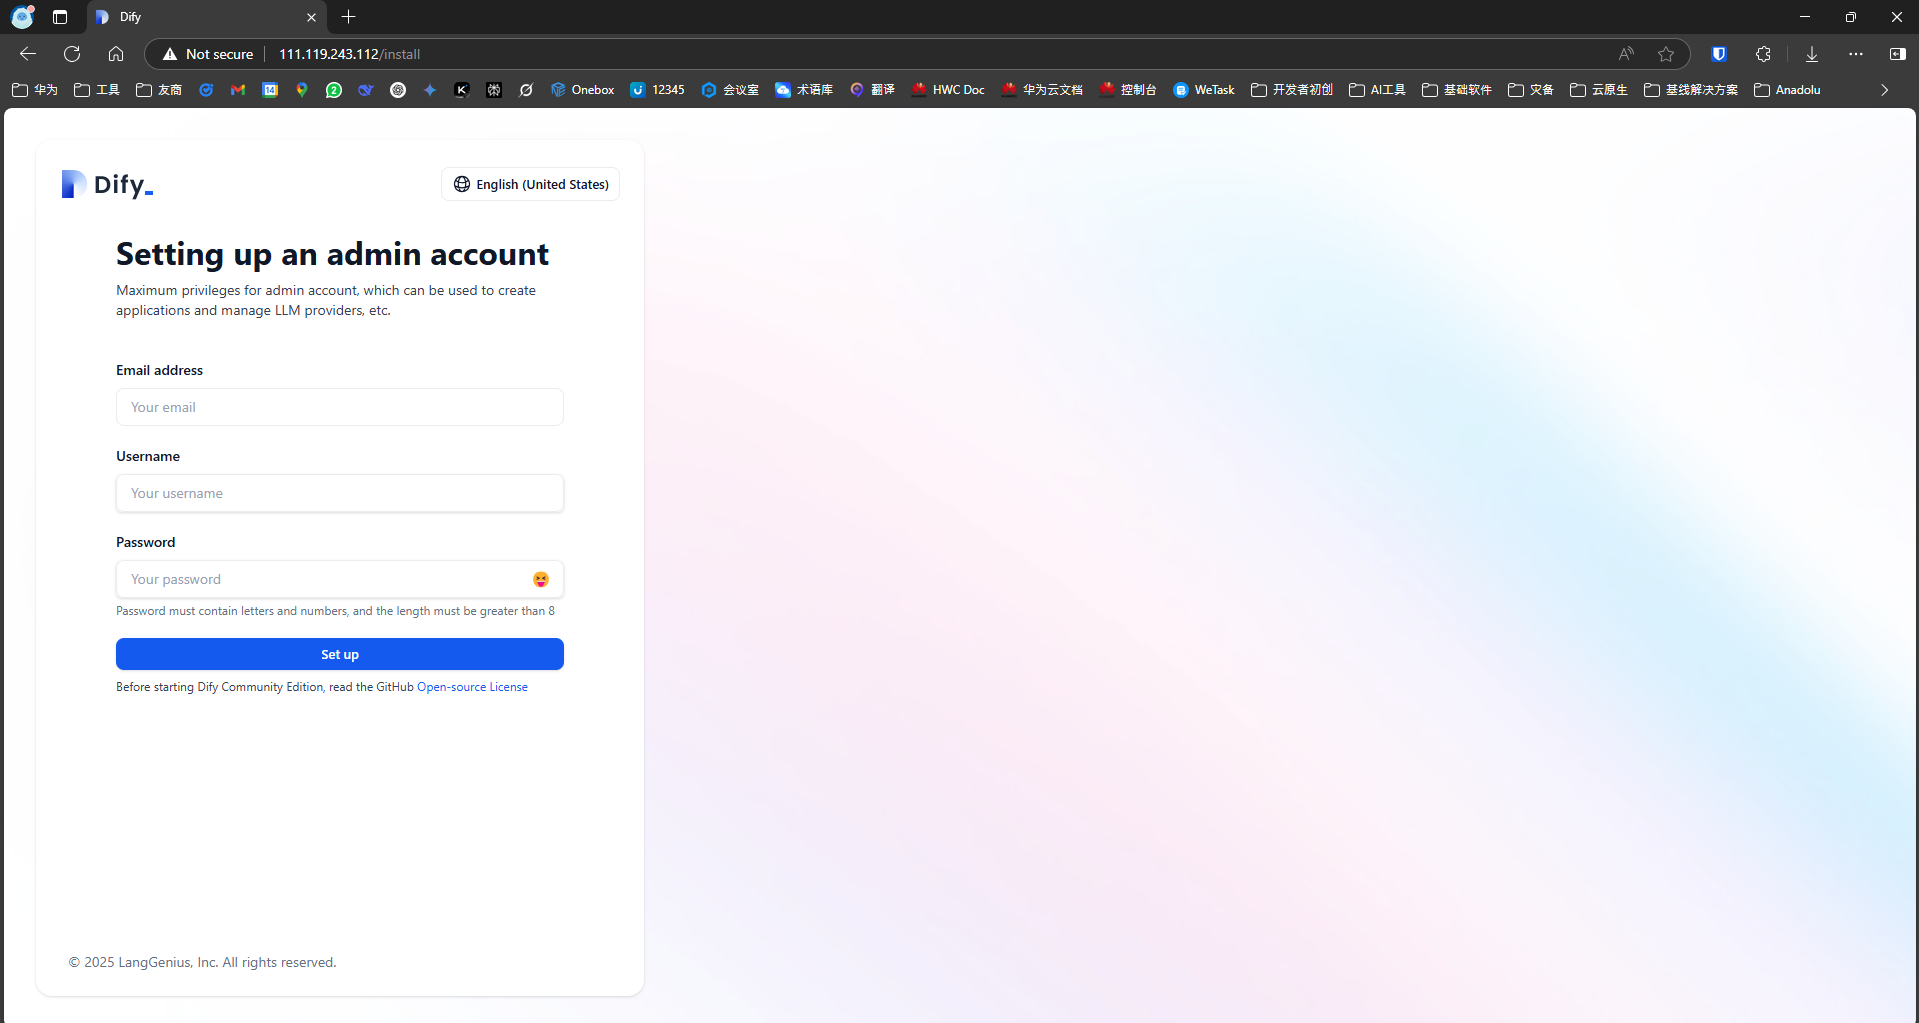 Dify
Not secure 111.119.243.112/install
华为 工具 友商 14 2 Onebox 12345 会议室 术语库 翻译 HWC Doc 华为云文档 控制台 WeTask 开发者初创 AI工具 基础软件 灾备 云原生 基线解决方案 Anadolu
Dify_
English (United States)
Setting up an admin account
Maximum privileges for admin account, which can be used to create
applications and manage LLM providers, etc.
Email address
Your email
Username
Your username
Password
Your password
Password must contain letters and numbers, and the length must be greater than 8
Set up
Before starting Dify Community Edition, read the GitHub Open-source License
© 2025 LangGenius, Inc. All rights reserved.